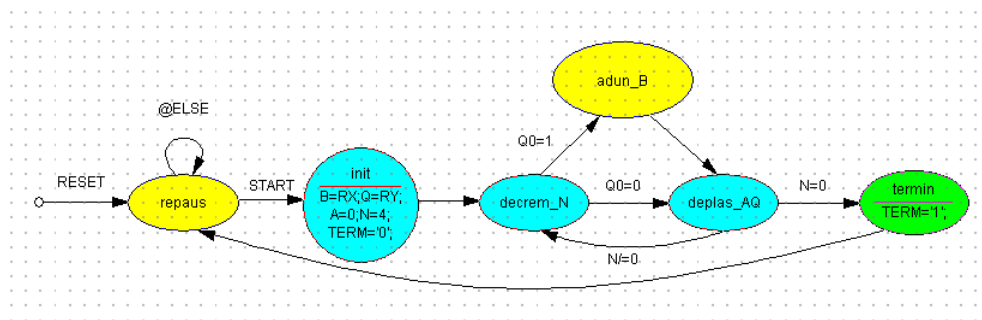 adun_B
@ELSE
Q0=1
RESET
START
init
B=RX;Q=RY;
A=0;N=4;
TERM='0';
repaus
decrem_N
Q0=0
deplas_AQ
N=0
termin
TERM='1';
N/=0